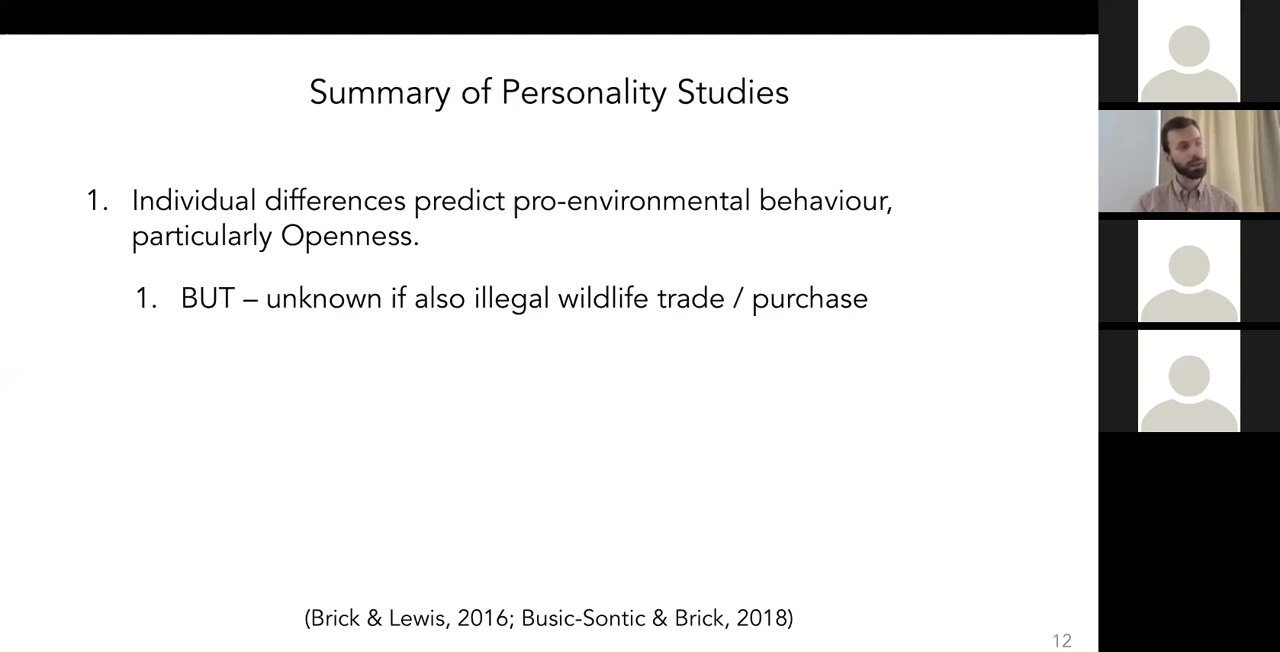 Summary of Personality Studies
1. Individual differences predict pro-environmental behaviour,
particularly Openness.
1. BUT – unknown if also illegal wildlife trade / purchase
(Brick & Lewis, 2016; Busic-Sontic & Brick, 2018)
12